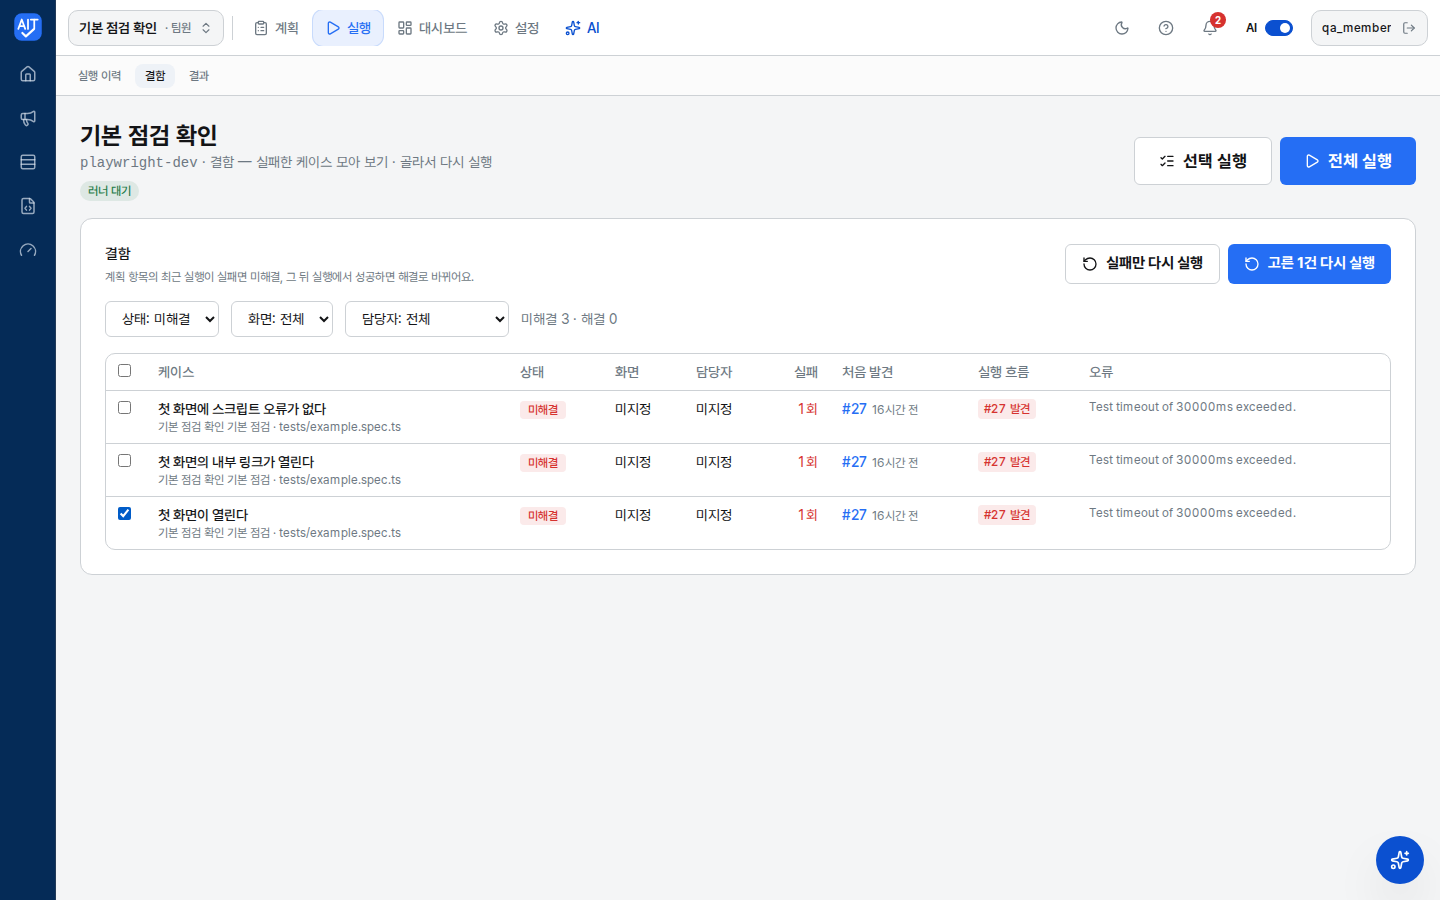 AIT
기본 점검 확인 · 팀원
계획
실행
대시보드
설정
AI
2
AI
qa_member
실행 이력
결함
결과
기본 점검 확인
playwright-dev · 결함 — 실패한 케이스 모아 보기 · 골라서 다시 실행
러너 대기
선택 실행
전체 실행
결함
계획 항목의 최근 실행이 실패면 미해결, 그 뒤 실행에서 성공하면 해결로 바뀌어요.
실패만 다시 실행
고른 1건 다시 실행
상태: 미해결
화면: 전체
담당자: 전체
미해결 3 · 해결 0
케이스 상태 화면 담당자 실패 처음 발견 실행 흐름 오류
첫 화면에 스크립트 오류가 없다 미해결 미지정 미지정 1회 #27 16시간 전 #27 발견 Test timeout of 30000ms exceeded.
기본 점검 확인 기본 점검 · tests/example.spec.ts
첫 화면의 내부 링크가 열린다 미해결 미지정 미지정 1회 #27 16시간 전 #27 발견 Test timeout of 30000ms exceeded.
기본 점검 확인 기본 점검 · tests/example.spec.ts
첫 화면이 열린다 미해결 미지정 미지정 1회 #27 16시간 전 #27 발견 Test timeout of 30000ms exceeded.
기본 점검 확인 기본 점검 · tests/example.spec.ts